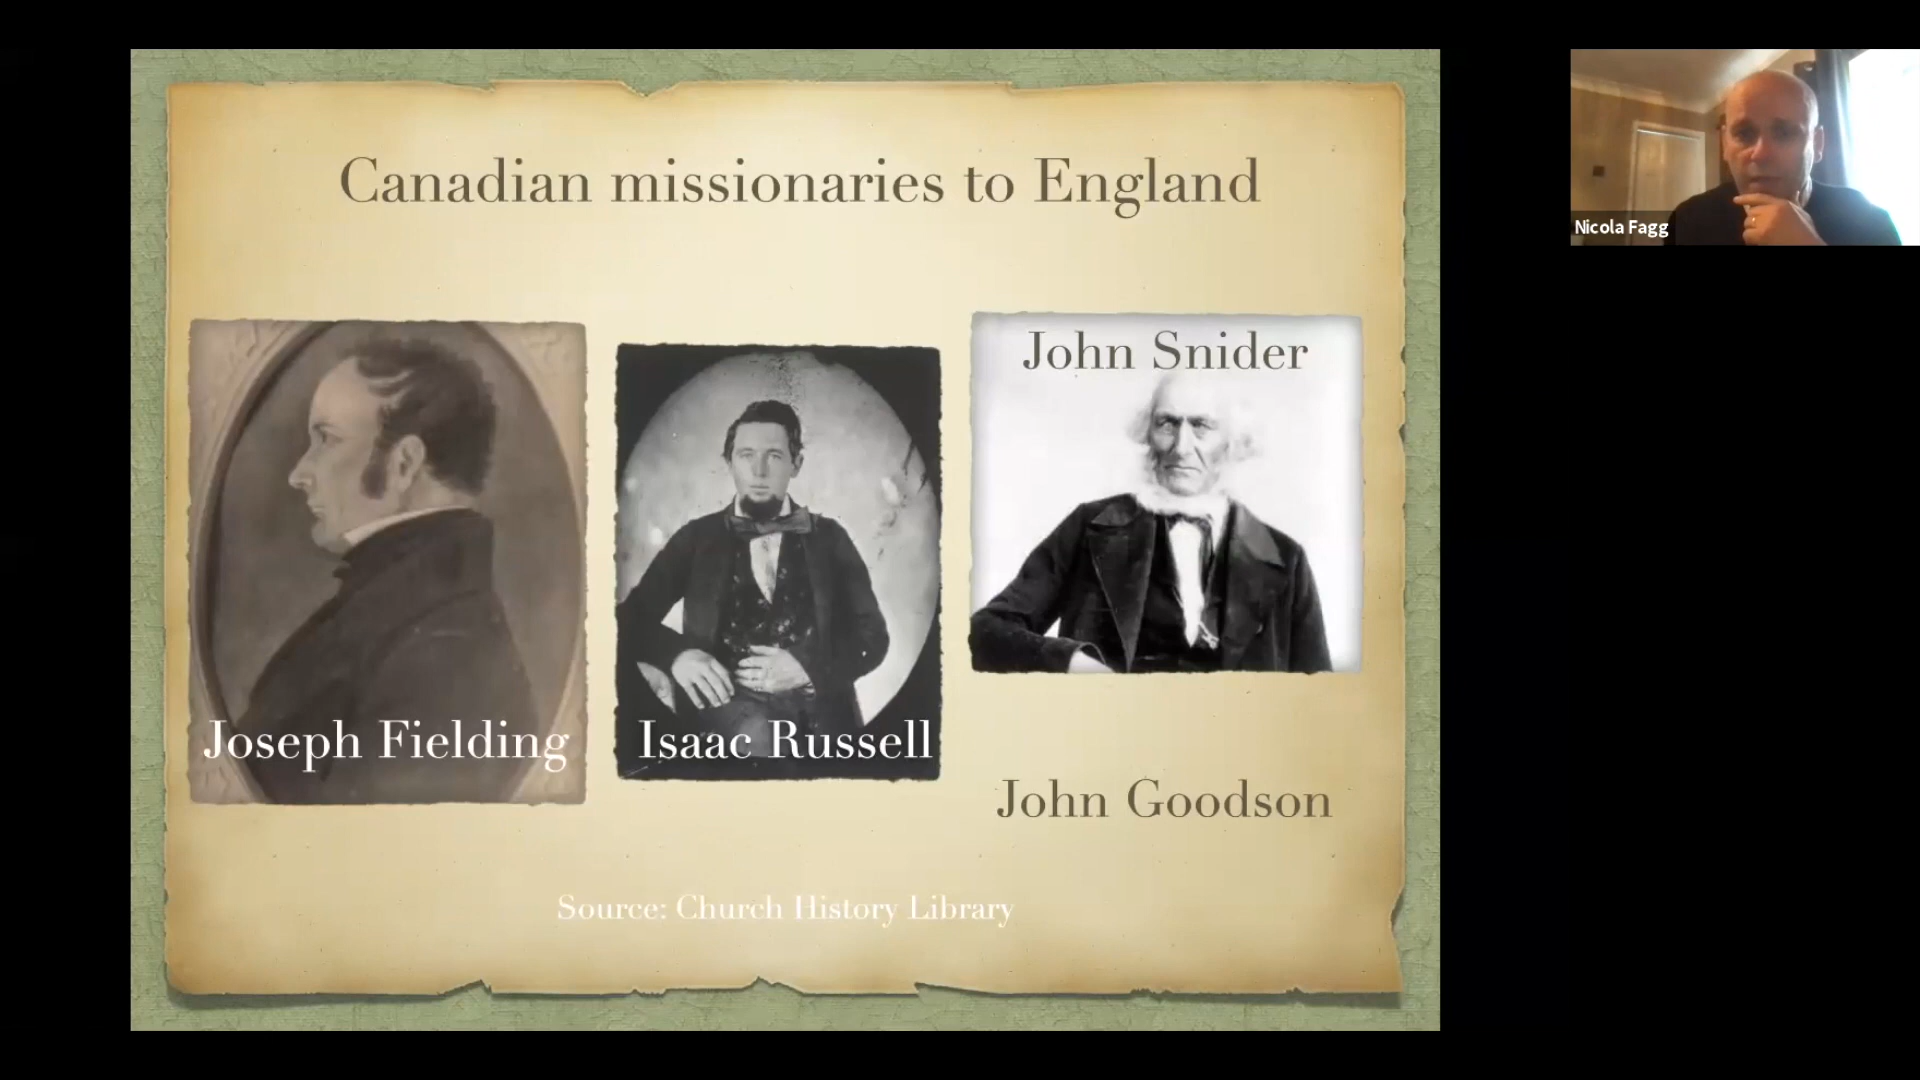 Canadian missionaries to England
John Snider
Joseph Fielding
Isaac Russell
John Goodson
Source: Church History Library
Nicola Fagg